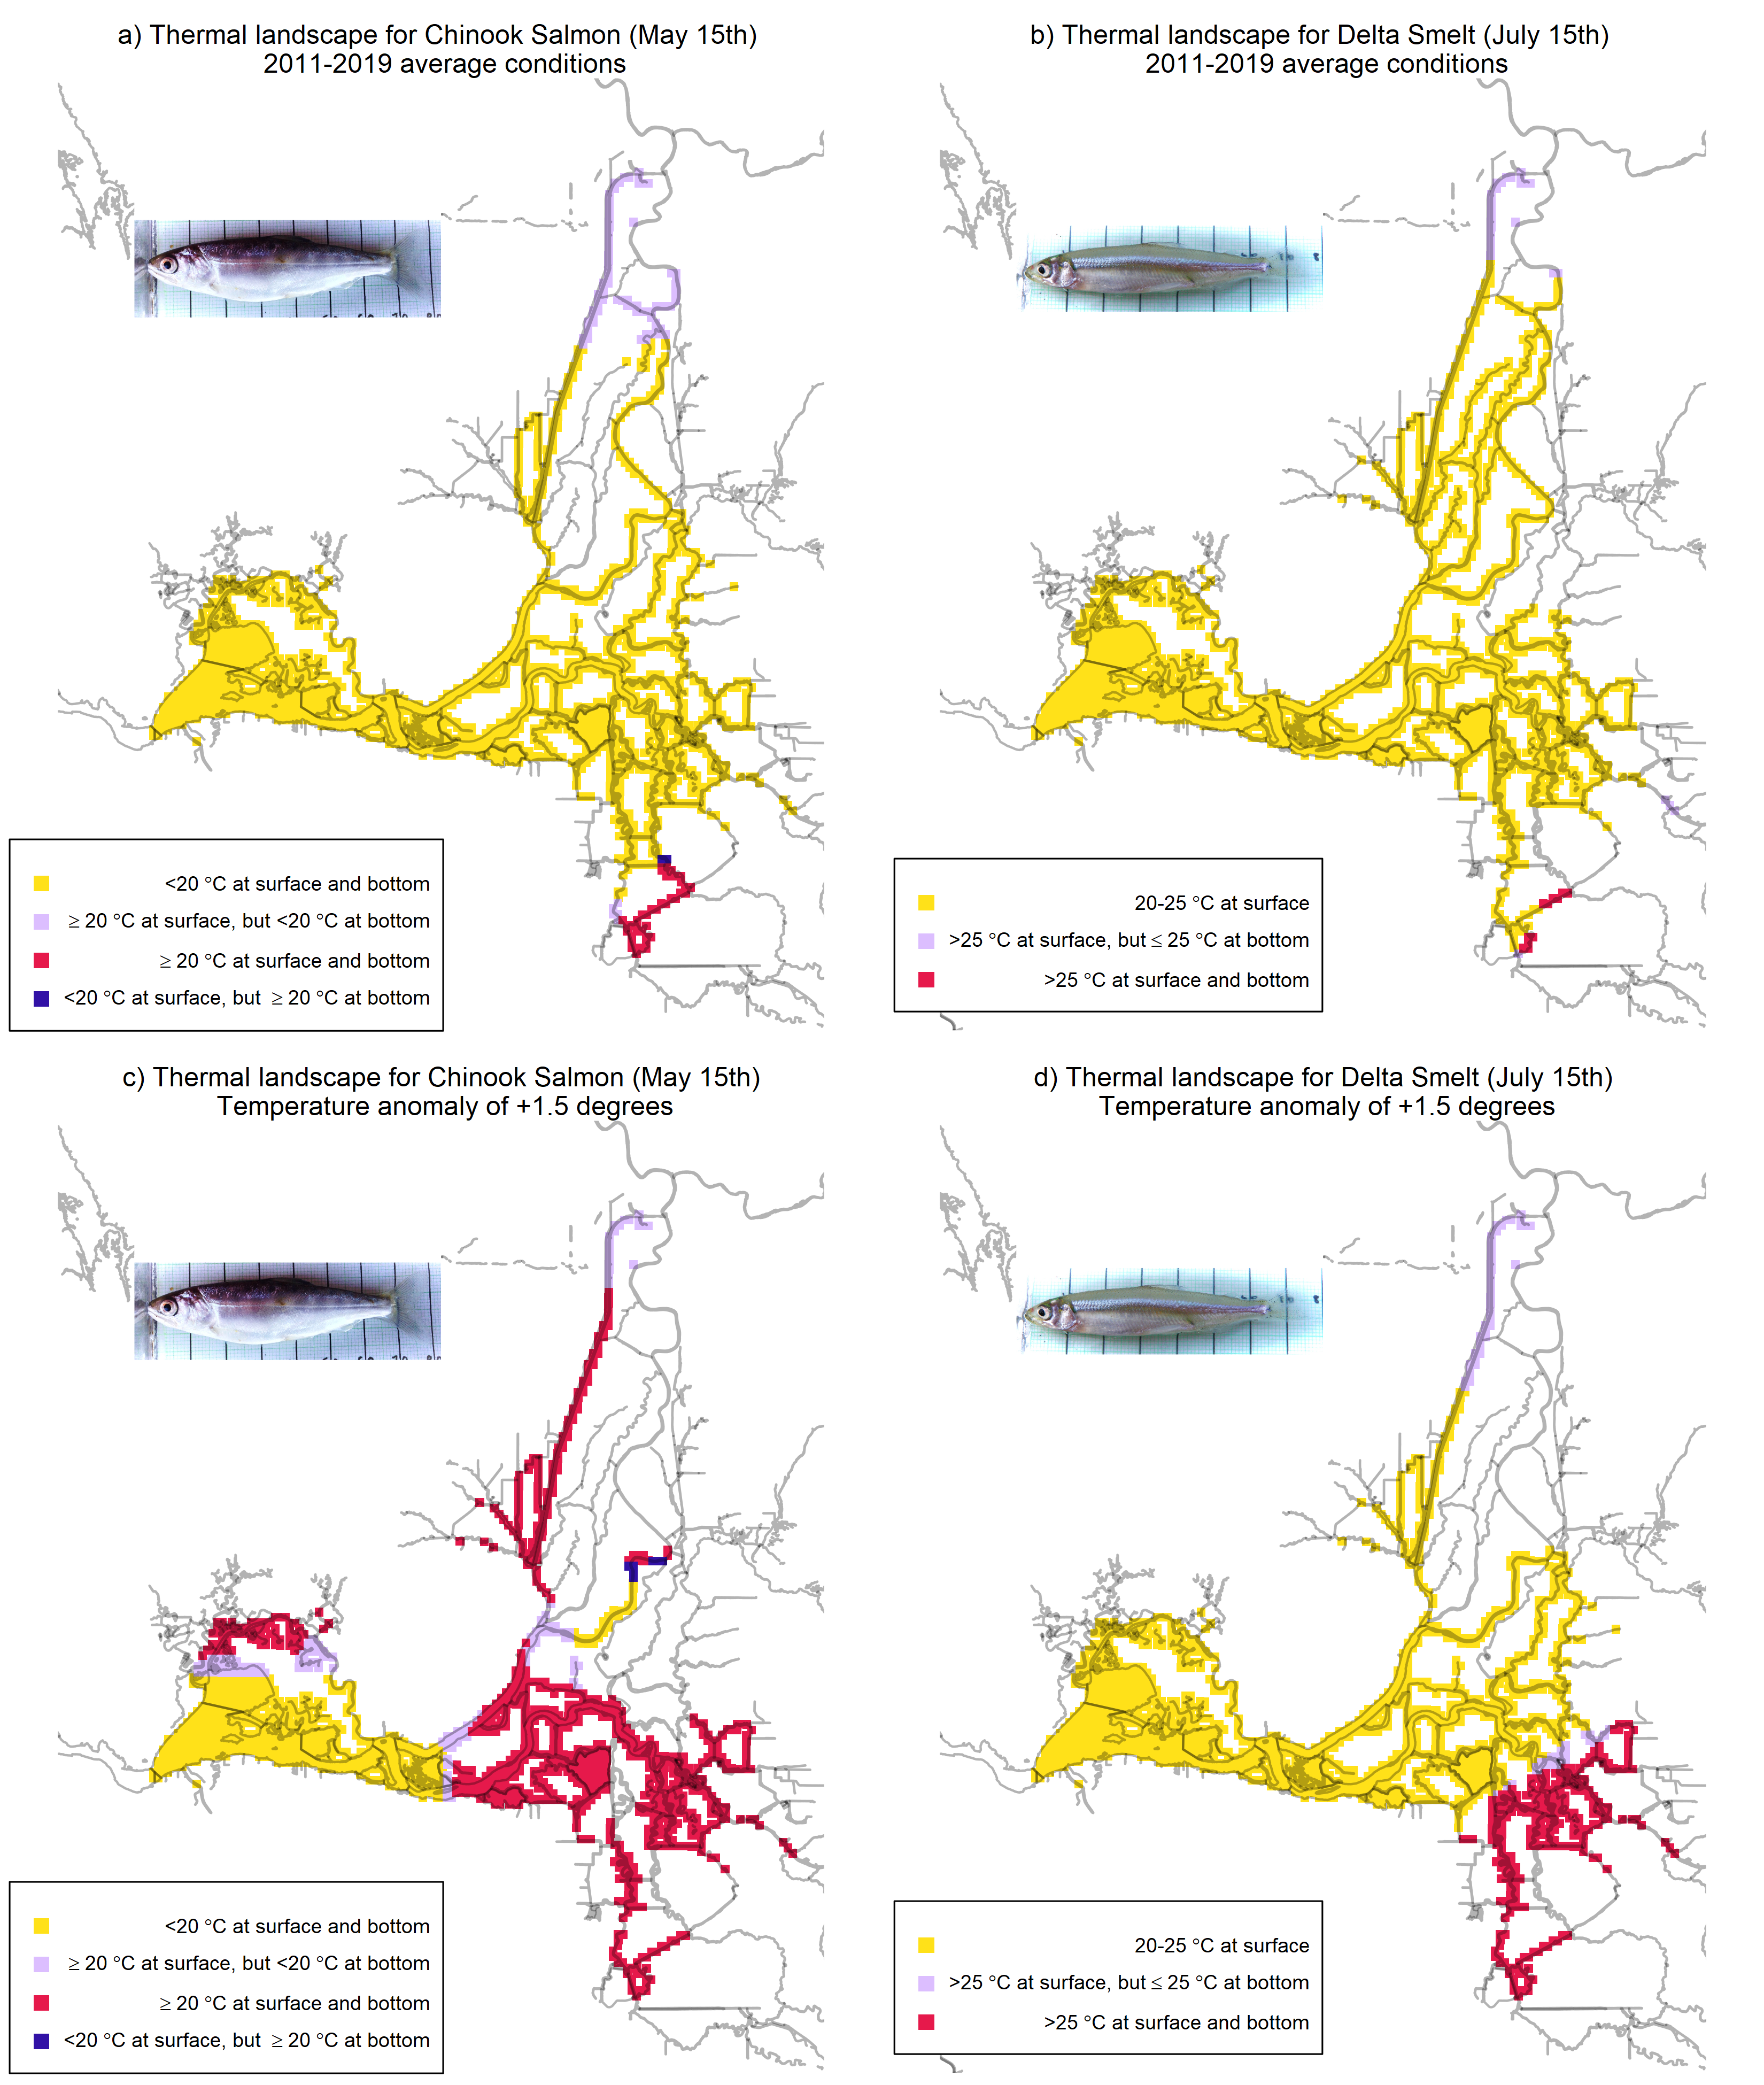 a) Thermal landscape for Chinook Salmon (May 15th)
2011-2019 average conditions
<20 °C at surface and bottom
≥ 20 °C at surface, but <20 °C at bottom
≥ 20 °C at surface and bottom
<20 °C at surface, but ≥ 20 °C at bottom
b) Thermal landscape for Delta Smelt (July 15th)
2011-2019 average conditions
20-25 °C at surface
>25 °C at surface, but ≤ 25 °C at bottom
>25 °C at surface and bottom
c) Thermal landscape for Chinook Salmon (May 15th)
Temperature anomaly of +1.5 degrees
<20 °C at surface and bottom
≥ 20 °C at surface, but <20 °C at bottom
≥ 20 °C at surface and bottom
<20 °C at surface, but ≥ 20 °C at bottom
d) Thermal landscape for Delta Smelt (July 15th)
Temperature anomaly of +1.5 degrees
20-25 °C at surface
>25 °C at surface, but ≤ 25 °C at bottom
>25 °C at surface and bottom